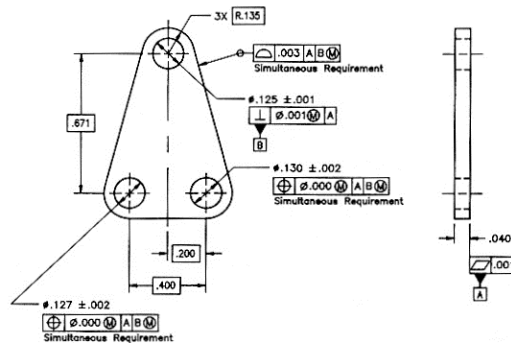 3X R.135
⌓ .003 A B Ⓜ
Simultaneous Requirement
.671
ø.125 ±.001
⊥ ø.001 Ⓜ A
B
ø.130 ±.002
⌖ ø.000 Ⓜ A B Ⓜ
Simultaneous Requirement
.200
.400
.040
⏥ .001
A
ø.127 ±.002
⌖ ø.000 Ⓜ A B Ⓜ
Simultaneous Requirement